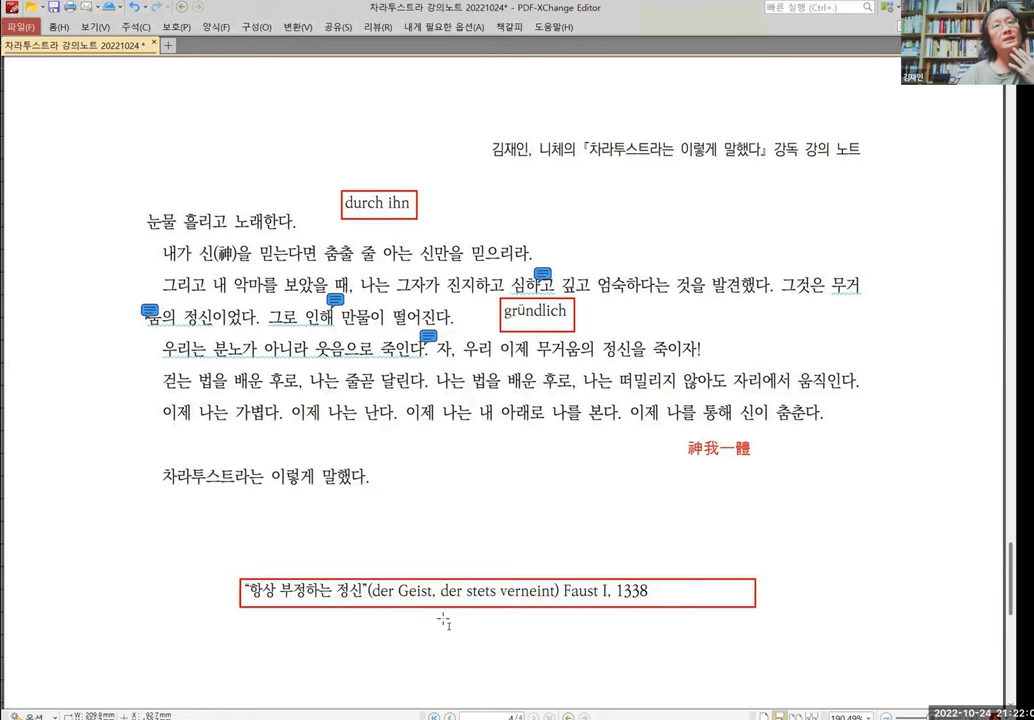 차라투스트라 강의노트 20221024* - PDF-XChange Editor
빠른 실행 (Ctrl+.)
파일(F) 홈(H) 보기(V) 주석(C) 보호(P) 양식(F) 구성(O) 변환(V) 공유(S) 리뷰(R) 내게 필요한 옵션(A) 책갈피 도움말(H)
차라투스트라 강의노트 20221024 *
김재인
김재인, 니체의 『차라투스트라는 이렇게 말했다』 강독 강의 노트
durch ihn
눈물 흘리고 노래한다.
내가 신(神)을 믿는다면 춤출 줄 아는 신만을 믿으리라.
그리고 내 악마를 보았을 때, 나는 그자가 진지하고 심하고 깊고 엄숙하다는 것을 발견했다. 그것은 무거
움의 정신이었다. 그로 인해 만물이 떨어진다.
gründlich
우리는 분노가 아니라 웃음으로 죽인다. 자, 우리 이제 무거움의 정신을 죽이자!
걷는 법을 배운 후로, 나는 줄곧 달린다. 나는 법을 배운 후로, 나는 떠밀리지 않아도 자리에서 움직인다.
이제 나는 가볍다. 이제 나는 난다. 이제 나는 내 아래로 나를 본다. 이제 나를 통해 신이 춤춘다.
神我一體
차라투스트라는 이렇게 말했다.
“항상 부정하는 정신”(der Geist, der stets verneint) Faust I, 1338
옵션 W: 209.9mm X: 92.7mm 4/4 190.49%
2022-10-24 21:22:0